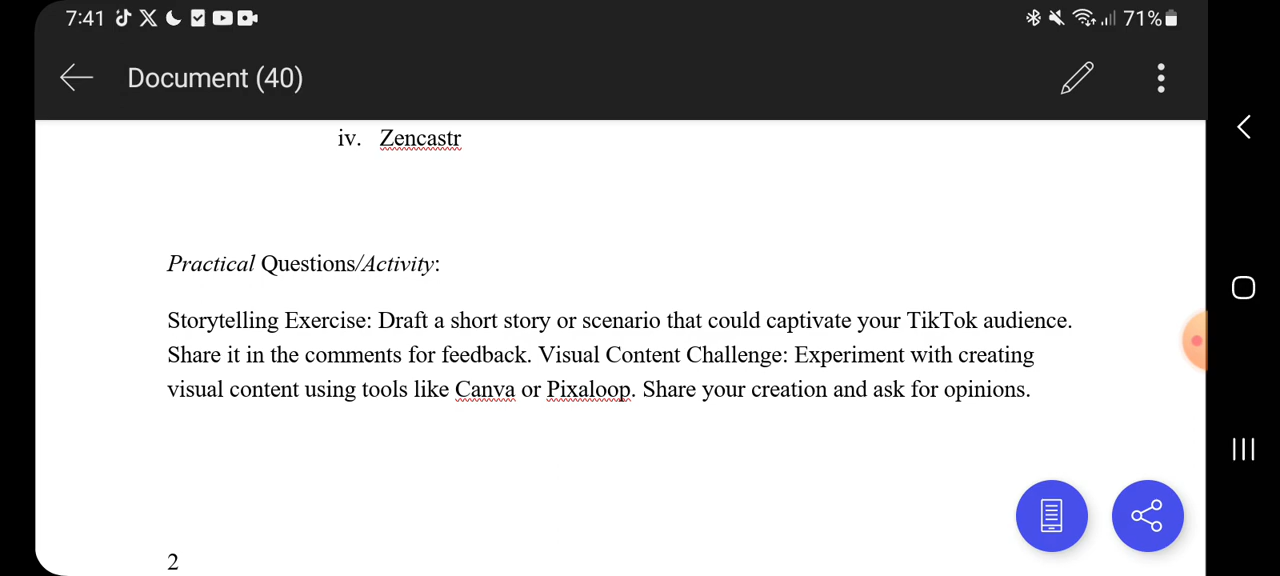 7:41 71%
Document (40)
iv. Zencastr
Practical Questions/Activity:
Storytelling Exercise: Draft a short story or scenario that could captivate your TikTok audience.
Share it in the comments for feedback. Visual Content Challenge: Experiment with creating
visual content using tools like Canva or Pixaloop. Share your creation and ask for opinions.
2